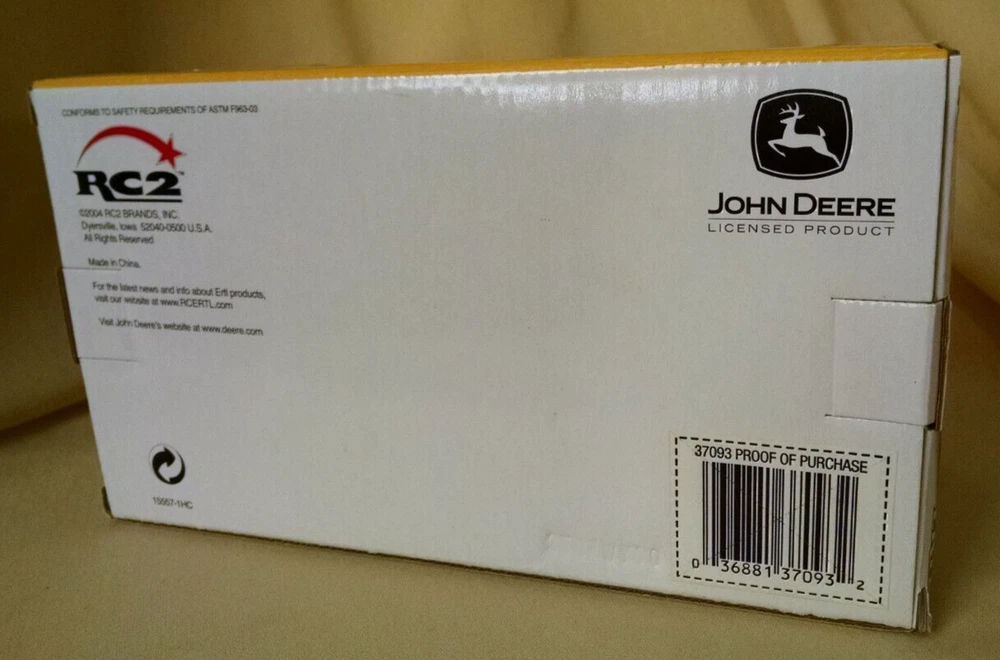 CONFORMS TO SAFETY REQUIREMENTS OF ASTM F963-03
RC2™
©2004 RC2 BRANDS, INC.
Dyersville, Iowa 52040-0500 U.S.A.
All Rights Reserved
Made in China.
For the latest news and info about Ertl products,
visit our website at www.RCERTL.com
Visit John Deere's website at www.deere.com
15657-1HC
JOHN DEERE
LICENSED PRODUCT
37093 PROOF OF PURCHASE
0 36881 37093 2